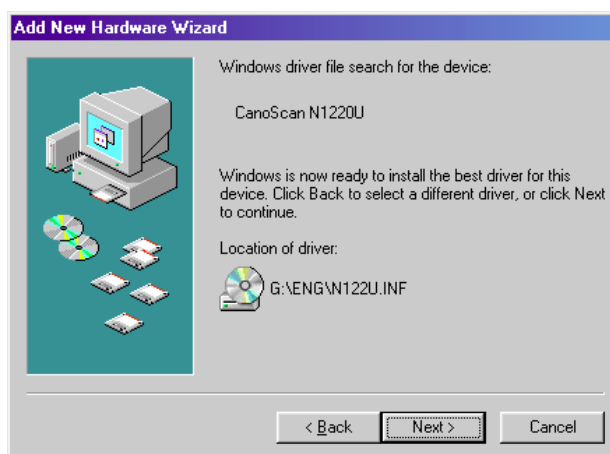 Add New Hardware Wizard
Windows driver file search for the device:
CanoScan N1220U
Windows is now ready to install the best driver for this
device. Click Back to select a different driver, or click Next
to continue.
Location of driver:
G:\ENG\N122U.INF
< Back
Next >
Cancel